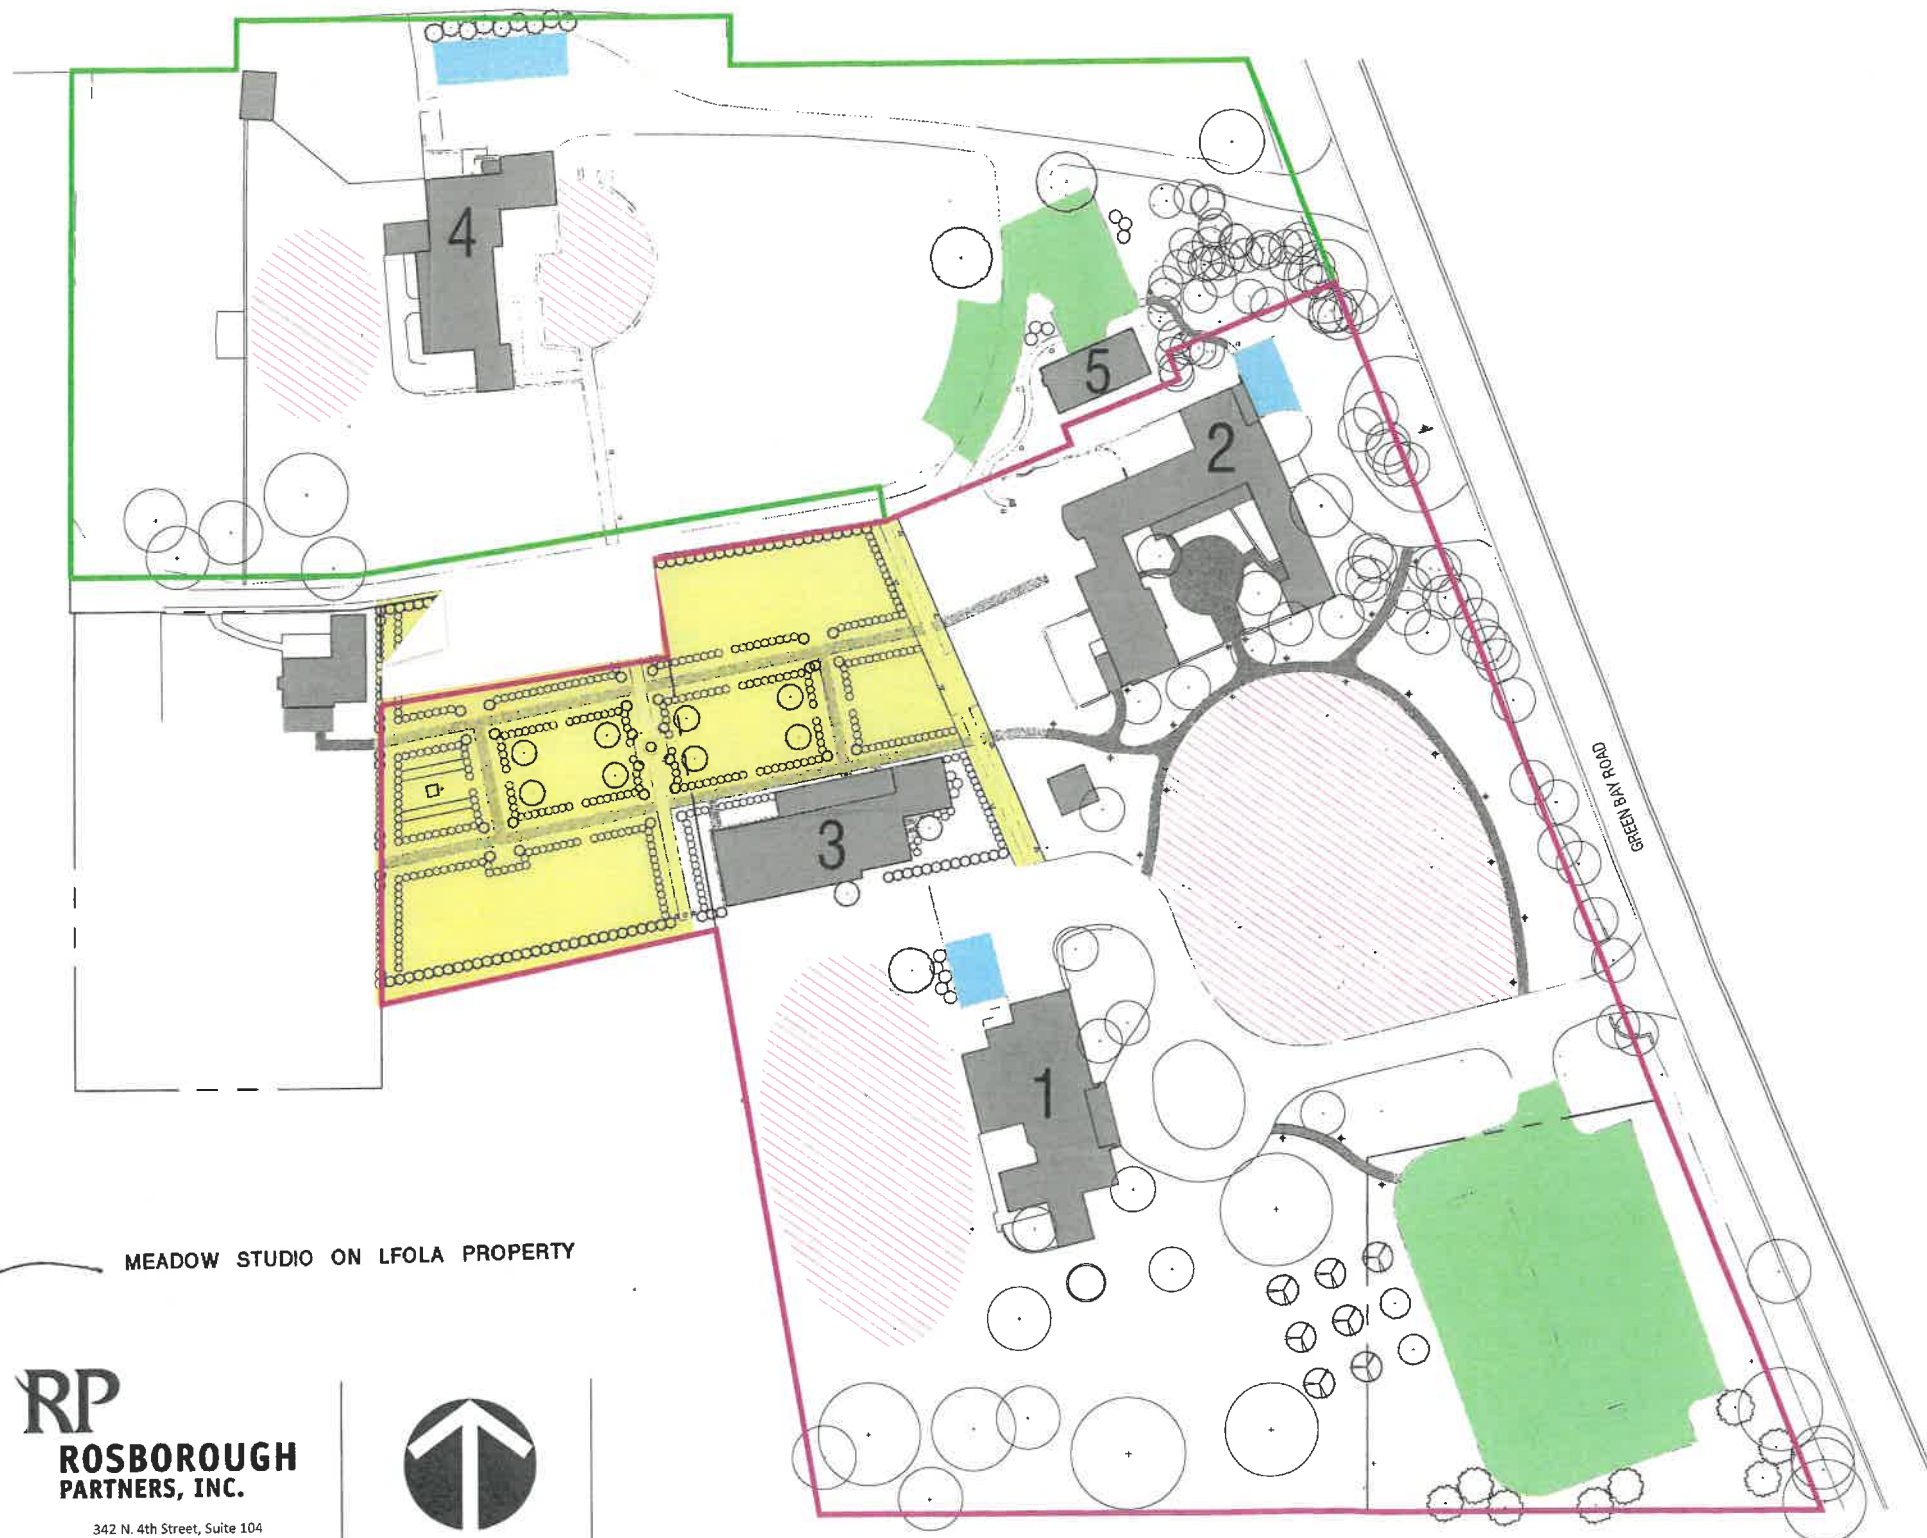 4
5
2
3
GREEN BAY ROAD
1
MEADOW STUDIO ON LFOLA PROPERTY
RP
ROSBOROUGH
PARTNERS, INC.
342 N. 4th Street, Suite 104